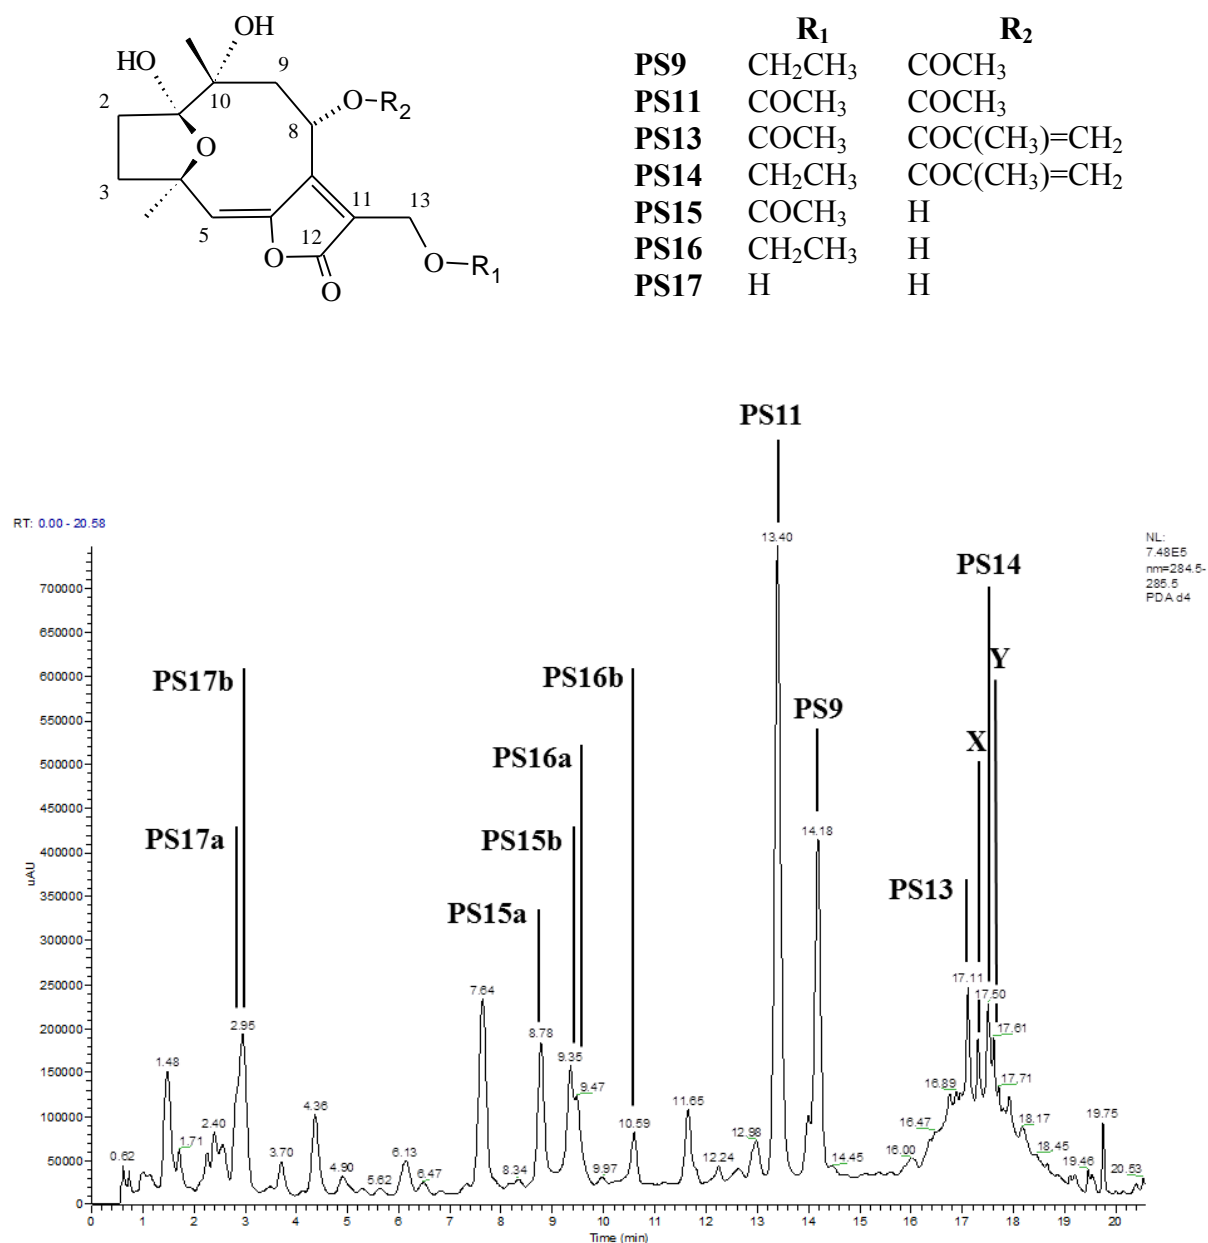 R₁ R₂
PS9 CH₂CH₃ COCH₃
PS11 COCH₃ COCH₃
PS13 COCH₃ COC(CH₃)=CH₂
PS14 CH₂CH₃ COC(CH₃)=CH₂
PS15 COCH₃ H
PS16 CH₂CH₃ H
PS17 H H
OH
HO
9
2
10
O—R₂
8
O
3
11
13
5
12
O
O—R₁
O
PS11
RT: 0.00 - 20.58
13.40
NL:
7.48E5
nm=284.5-
285.5
PDA d4
PS14
PS17b
PS16b
Y
PS9
X
PS16a
PS15b
PS17a
14.18
PS13
PS15a
17.11
17.50
7.64
2.95
17.61
8.78
9.35
9.47
1.48
16.89
17.71
11.65
4.36
10.59
2.40
1.71
12.98
16.47
18.17
19.75
0.62
3.70
4.90
5.62
6.13
6.47
8.34
9.97
12.24
14.45
16.00
18.45
19.46
20.53
700000
650000
600000
550000
500000
450000
400000
350000
300000
250000
200000
150000
100000
50000
0
uAU
0 1 2 3 4 5 6 7 8 9 10 11 12 13 14 15 16 17 18 19 20
Time (min)